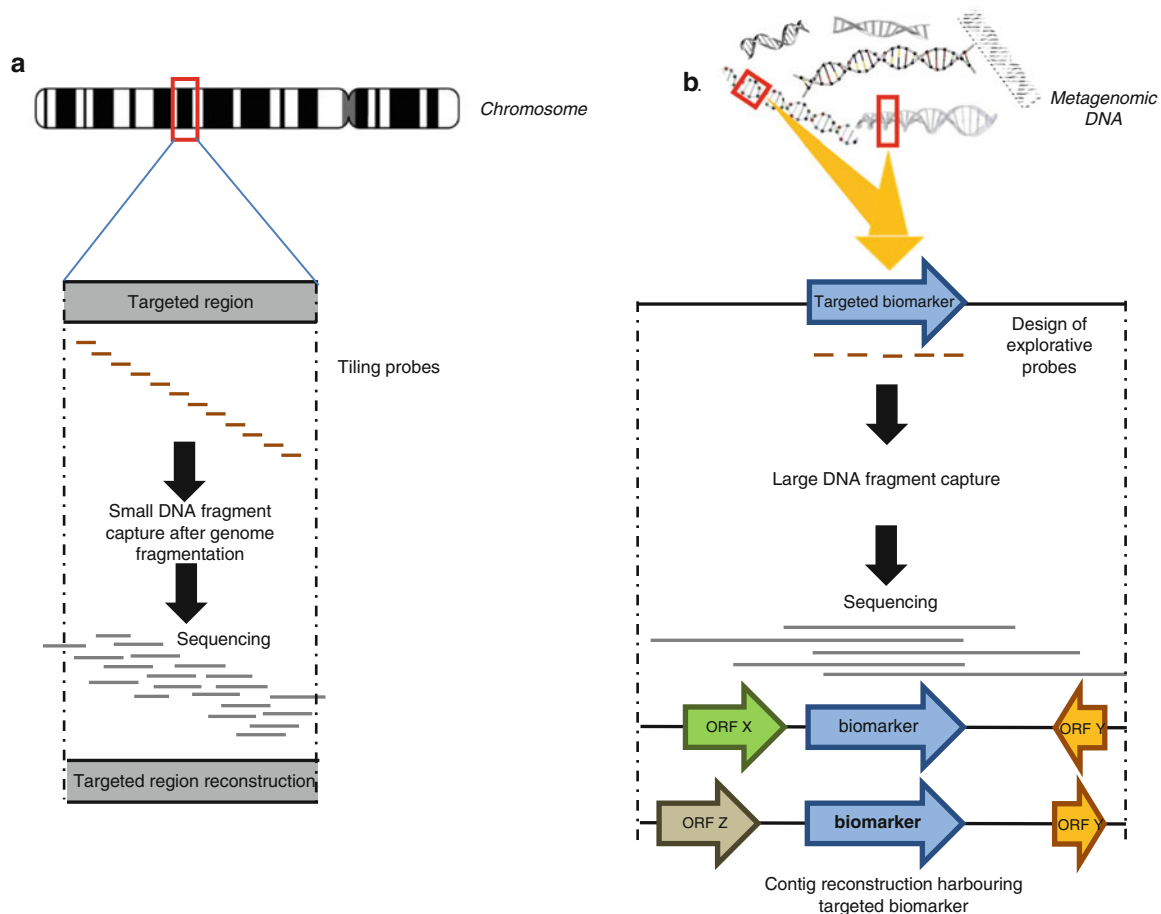 a
Chromosome
Targeted region
Tiling probes
Small DNA fragment
capture after genome
fragmentation
Sequencing
Targeted region reconstruction
b.
Metagenomic
DNA
Targeted biomarker
Design of
explorative
probes
Large DNA fragment capture
Sequencing
ORF X
biomarker
ORF Y
ORF Z
biomarker
ORF Y
Contig reconstruction harbouring
targeted biomarker